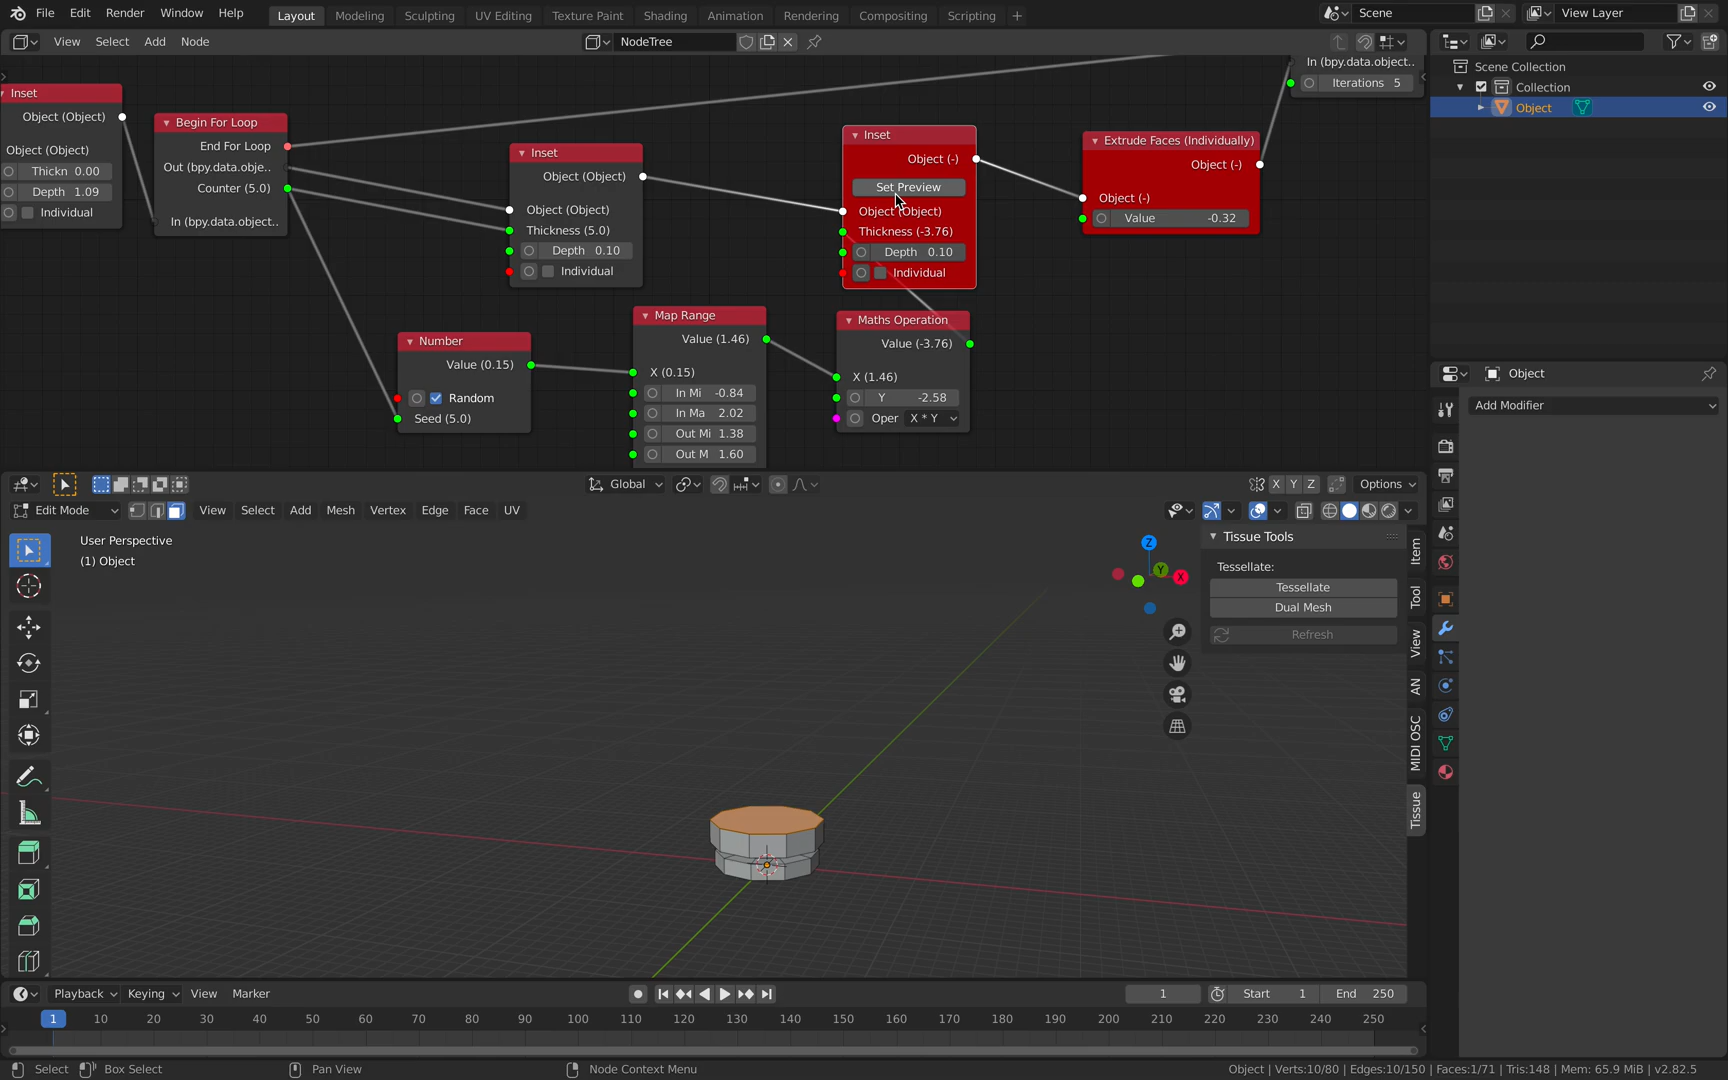 File Edit Render Window Help Layout Modeling Sculpting UV Editing Texture Paint Shading Animation Rendering Compositing Scripting + Scene View Layer
View Select Add Node NodeTree
Scene Collection
Collection
Object
Inset
Object (Object)
Object (Object)
Thickn 0.00
Depth 1.09
Individual
Begin For Loop
End For Loop
Out (bpy.data.obje..
Counter (5.0)
In (bpy.data.object..
Inset
Object (Object)
Object (Object)
Thickness (5.0)
Depth 0.10
Individual
Inset
Object (-)
Set Preview
Object (Object)
Thickness (-3.76)
Depth 0.10
Individual
Extrude Faces (Individually)
Object (-)
Object (-)
Value -0.32
In (bpy.data.object..
Iterations 5
Number
Value (0.15)
Random
Seed (5.0)
Map Range
Value (1.46)
X (0.15)
In Mi -0.84
In Ma 2.02
Out Mi 1.38
Out M 1.60
Maths Operation
Value (-3.76)
X (1.46)
Y -2.58
Oper X * Y
Object
Add Modifier
Global X Y Z Options
Edit Mode View Select Add Mesh Vertex Edge Face UV
User Perspective
(1) Object
Z
Y
X
Tissue Tools
Tessellate:
Tessellate
Dual Mesh
Refresh
Item
Tool
View
AN
MIDI OSC
Tissue
Playback Keying View Marker 1 Start 1 End 250
1 10 20 30 40 50 60 70 80 90 100 110 120 130 140 150 160 170 180 190 200 210 220 230 240 250
Select Box Select Pan View Node Context Menu Object | Verts:10/80 | Edges:10/150 | Faces:1/71 | Tris:148 | Mem: 65.9 MiB | v2.82.5